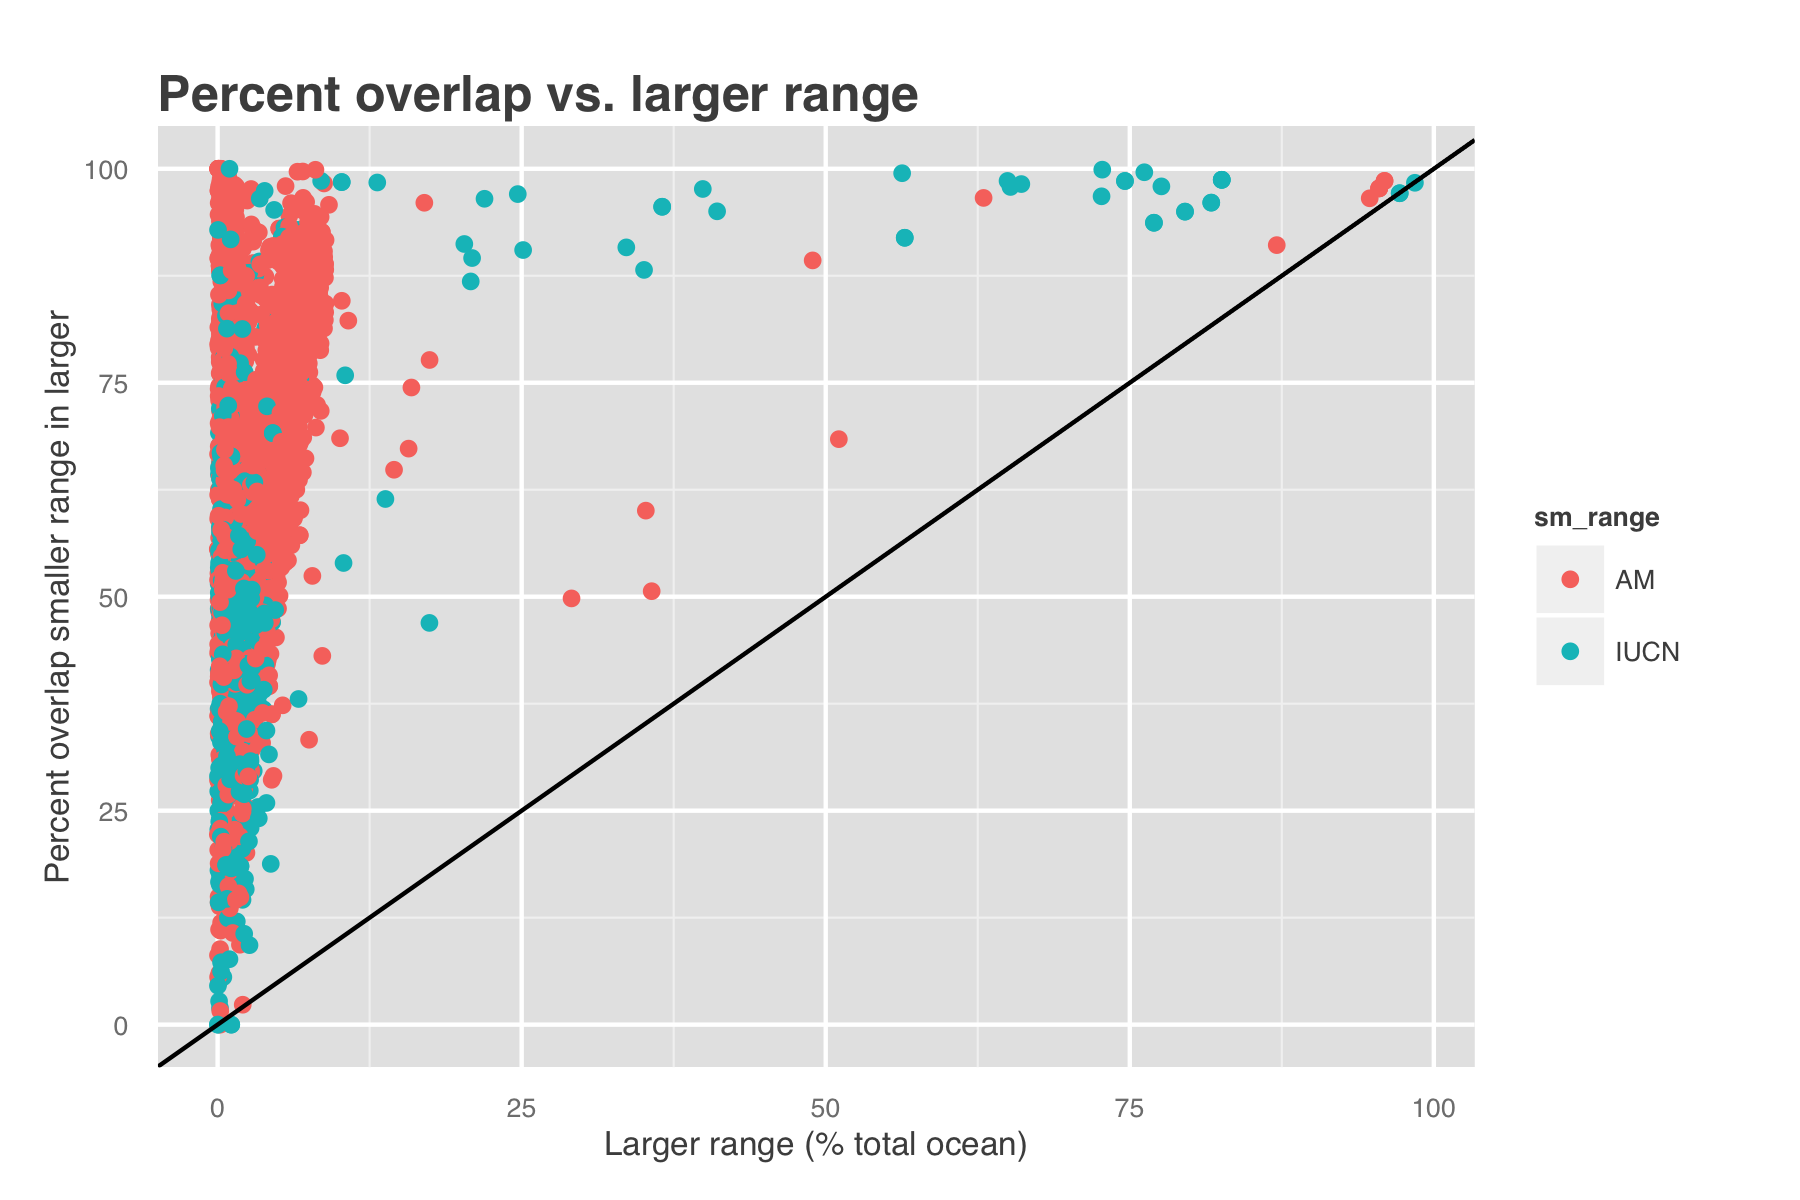 Percent overlap vs. larger range
Percent overlap smaller range in larger
100
75
50
25
0
0
25
50
75
100
Larger range (% total ocean)
sm_range
AM
IUCN